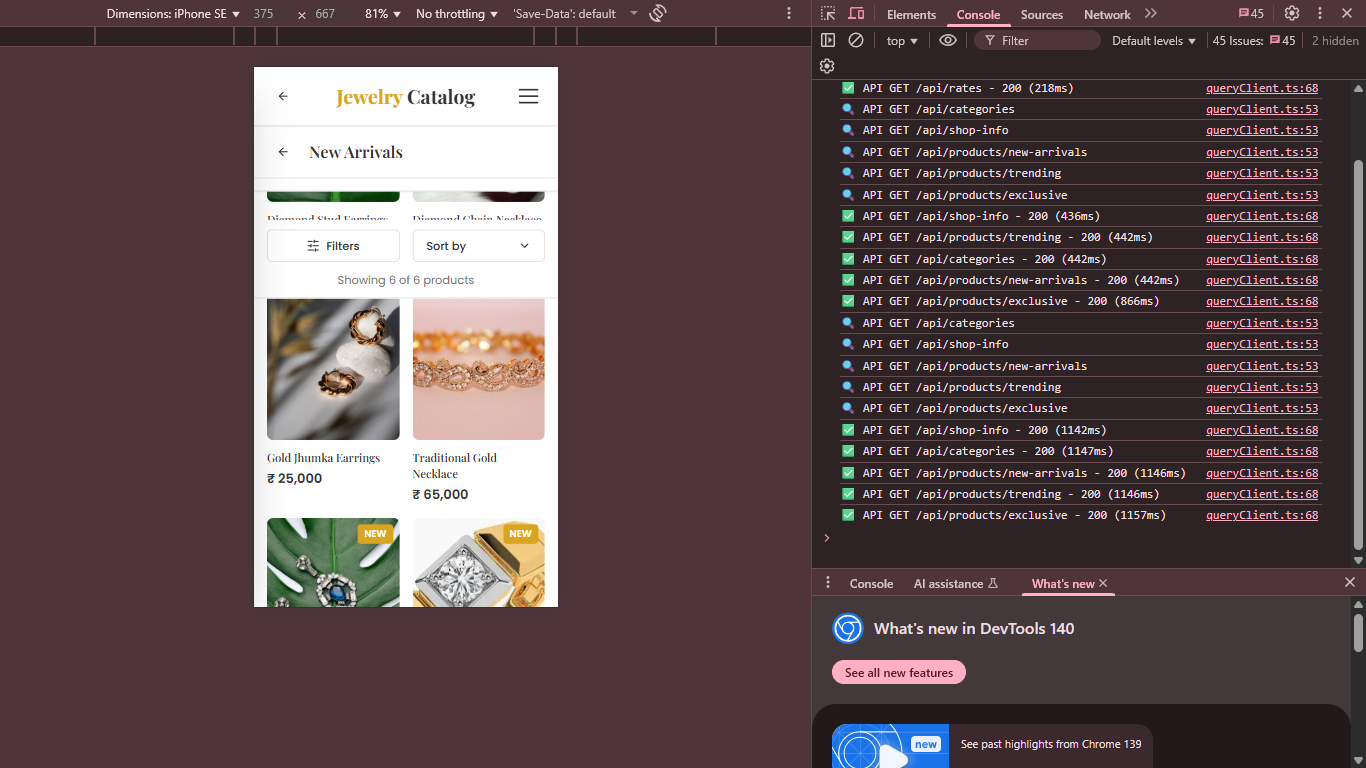 Dimensions: iPhone SE 375 × 667 81% No throttling 'Save-Data': default
Jewelry Catalog
New Arrivals
Diamond Stud Earrings Diamond Chain Necklace
Filters Sort by
Showing 6 of 6 products
Gold Jhumka Earrings
₹ 25,000
Traditional Gold
Necklace
₹ 65,000
NEW NEW
Elements Console Sources Network 45
top Filter Default levels 45 Issues: 45 2 hidden
API GET /api/rates - 200 (218ms) queryClient.ts:68
API GET /api/categories queryClient.ts:53
API GET /api/shop-info queryClient.ts:53
API GET /api/products/new-arrivals queryClient.ts:53
API GET /api/products/trending queryClient.ts:53
API GET /api/products/exclusive queryClient.ts:53
API GET /api/shop-info - 200 (436ms) queryClient.ts:68
API GET /api/products/trending - 200 (442ms) queryClient.ts:68
API GET /api/categories - 200 (442ms) queryClient.ts:68
API GET /api/products/new-arrivals - 200 (442ms) queryClient.ts:68
API GET /api/products/exclusive - 200 (866ms) queryClient.ts:68
API GET /api/categories queryClient.ts:53
API GET /api/shop-info queryClient.ts:53
API GET /api/products/new-arrivals queryClient.ts:53
API GET /api/products/trending queryClient.ts:53
API GET /api/products/exclusive queryClient.ts:53
API GET /api/shop-info - 200 (1142ms) queryClient.ts:68
API GET /api/categories - 200 (1147ms) queryClient.ts:68
API GET /api/products/new-arrivals - 200 (1146ms) queryClient.ts:68
API GET /api/products/trending - 200 (1146ms) queryClient.ts:68
API GET /api/products/exclusive - 200 (1157ms) queryClient.ts:68
Console AI assistance What's new
What's new in DevTools 140
See all new features
new
See past highlights from Chrome 139